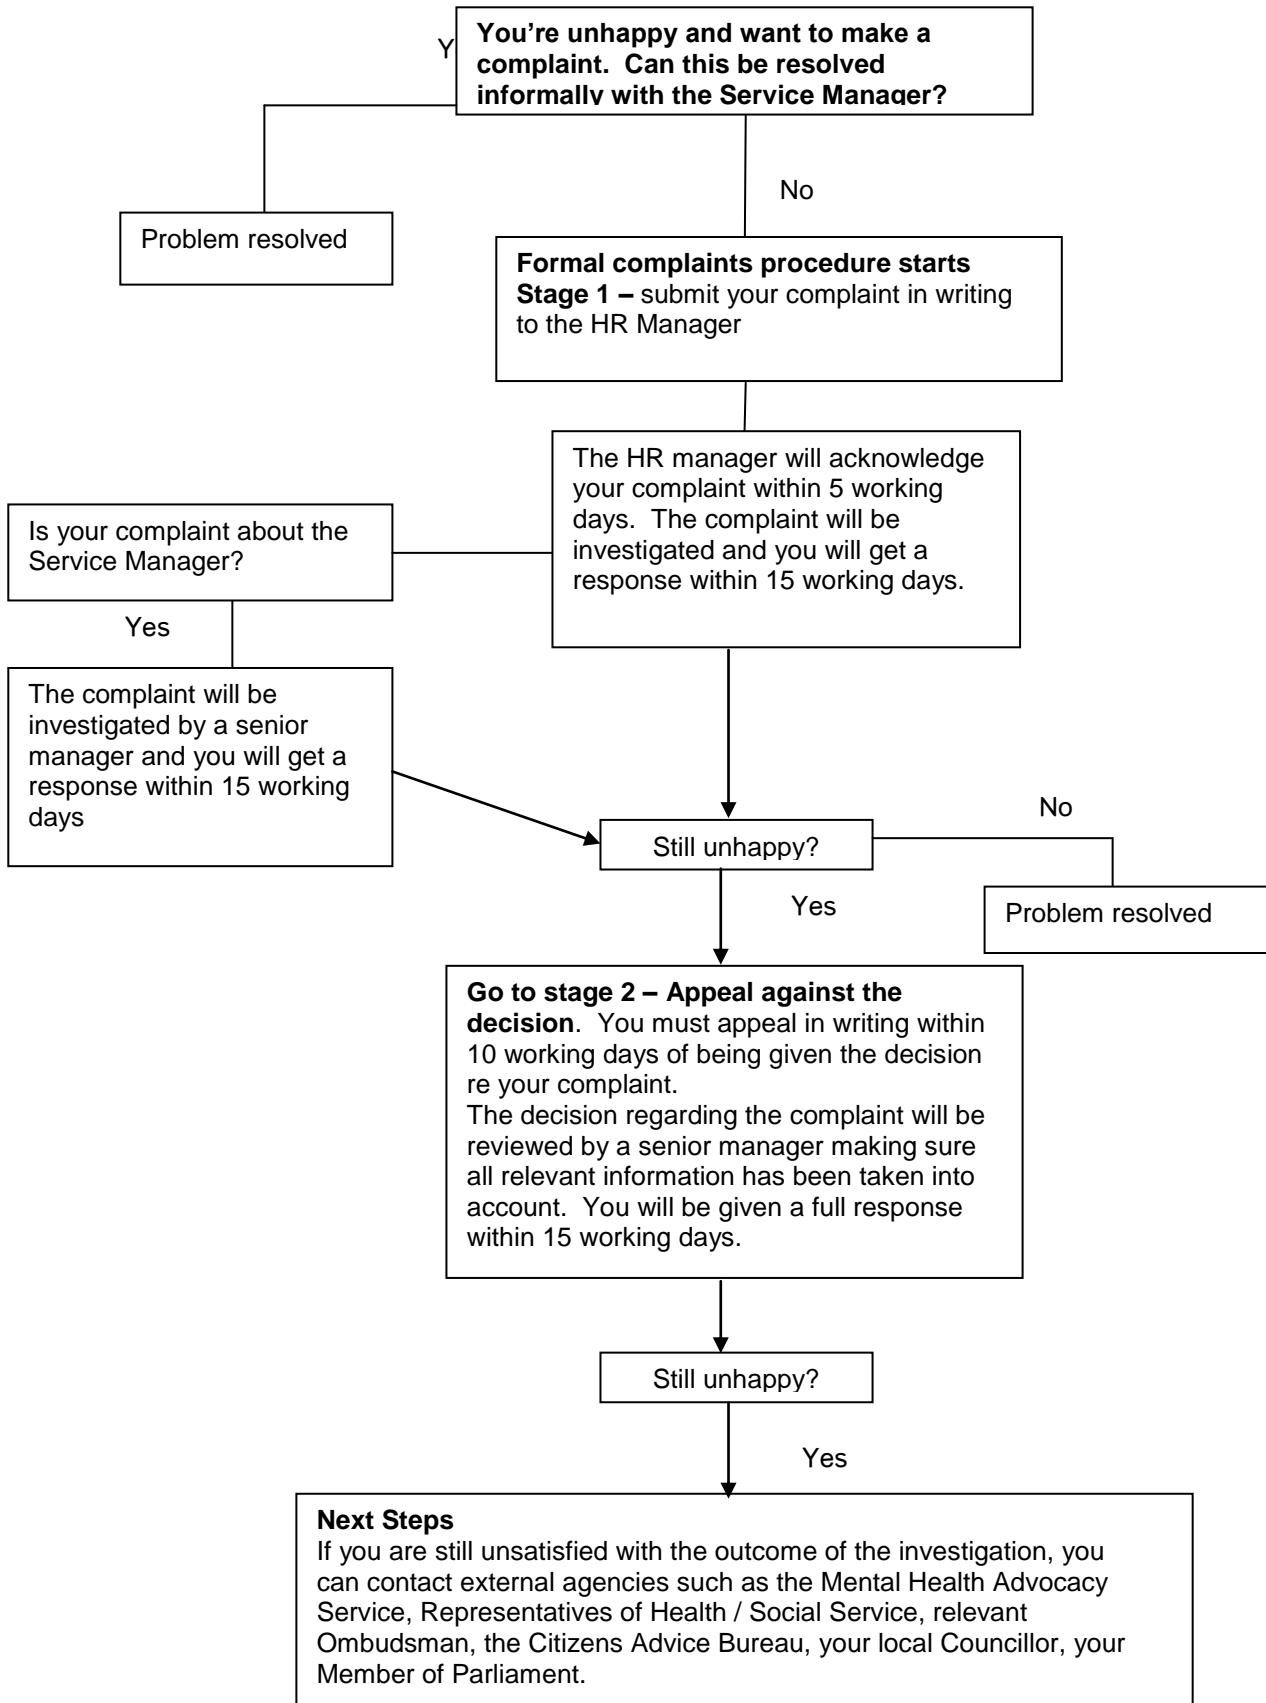 You’re unhappy and want to make a
complaint.  Can this be resolved
informally with the Service Manager?
Y
No
Problem resolved
Formal complaints procedure starts
Stage 1 – submit your complaint in writing
to the HR Manager
The HR manager will acknowledge
your complaint within 5 working
days.  The complaint will be
investigated and you will get a
response within 15 working days.
Is your complaint about the
Service Manager?
Yes
The complaint will be
investigated by a senior
manager and you will get a
response within 15 working
days
Still unhappy?
No
Yes
Problem resolved
Go to stage 2 – Appeal against the
decision.  You must appeal in writing within
10 working days of being given the decision
re your complaint.
The decision regarding the complaint will be
reviewed by a senior manager making sure
all relevant information has been taken into
account.  You will be given a full response
within 15 working days.
Still unhappy?
Yes
Next Steps
If you are still unsatisfied with the outcome of the investigation, you
can contact external agencies such as the Mental Health Advocacy
Service, Representatives of Health / Social Service, relevant
Ombudsman, the Citizens Advice Bureau, your local Councillor, your
Member of Parliament.